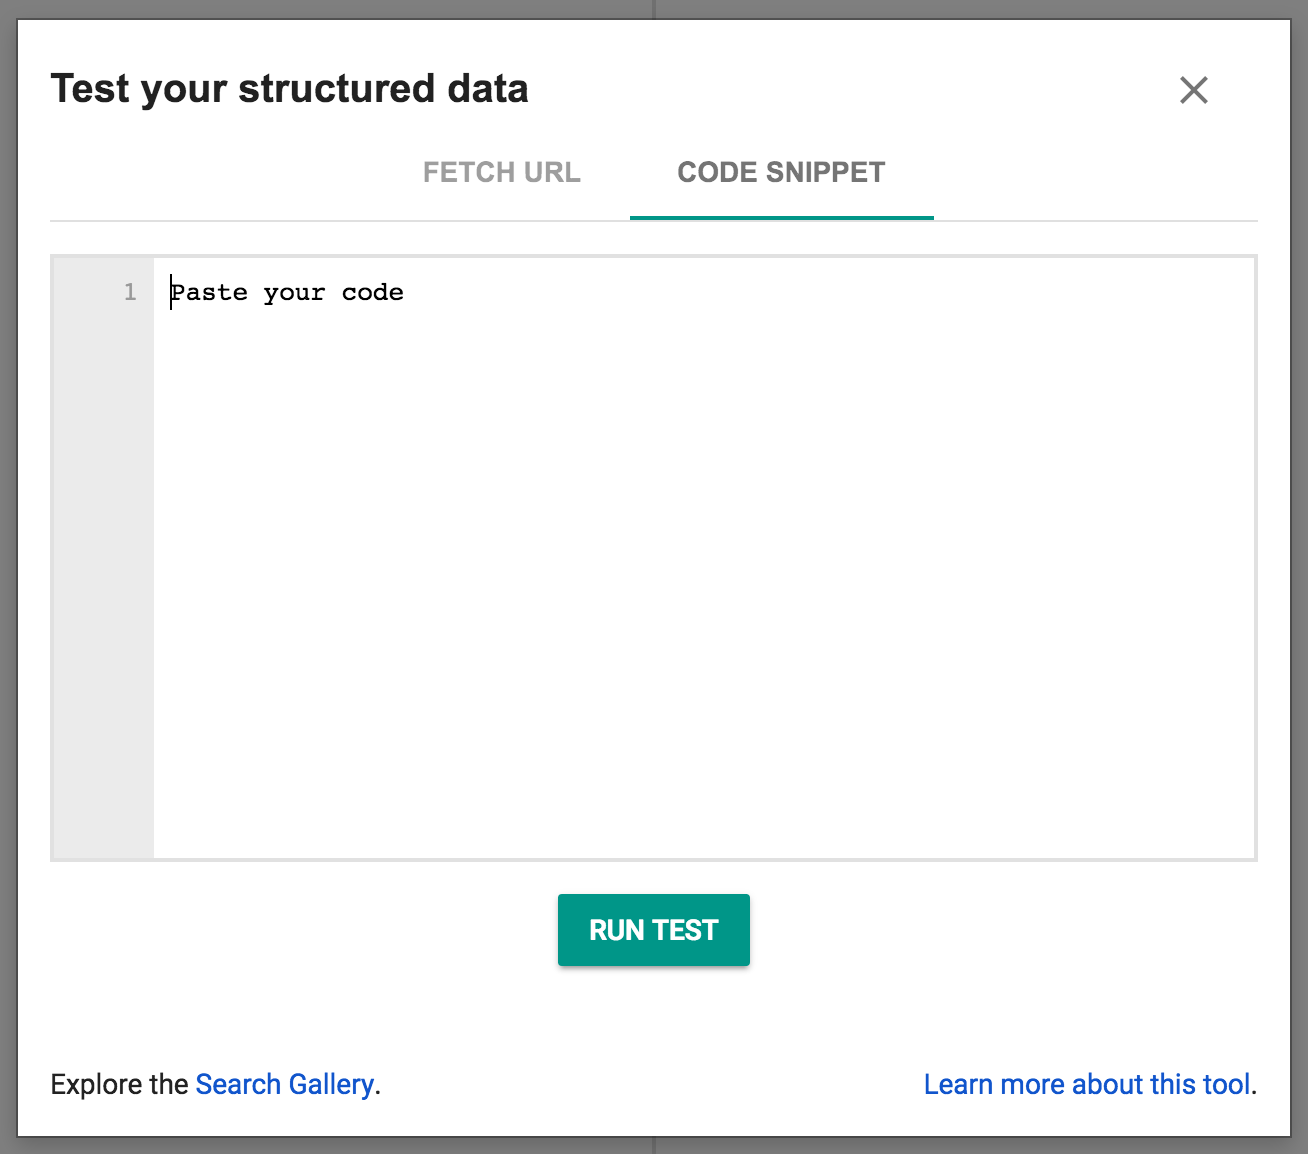 Test your structured data
FETCH URL CODE SNIPPET
1 Paste your code
RUN TEST
Explore the Search Gallery. Learn more about this tool.